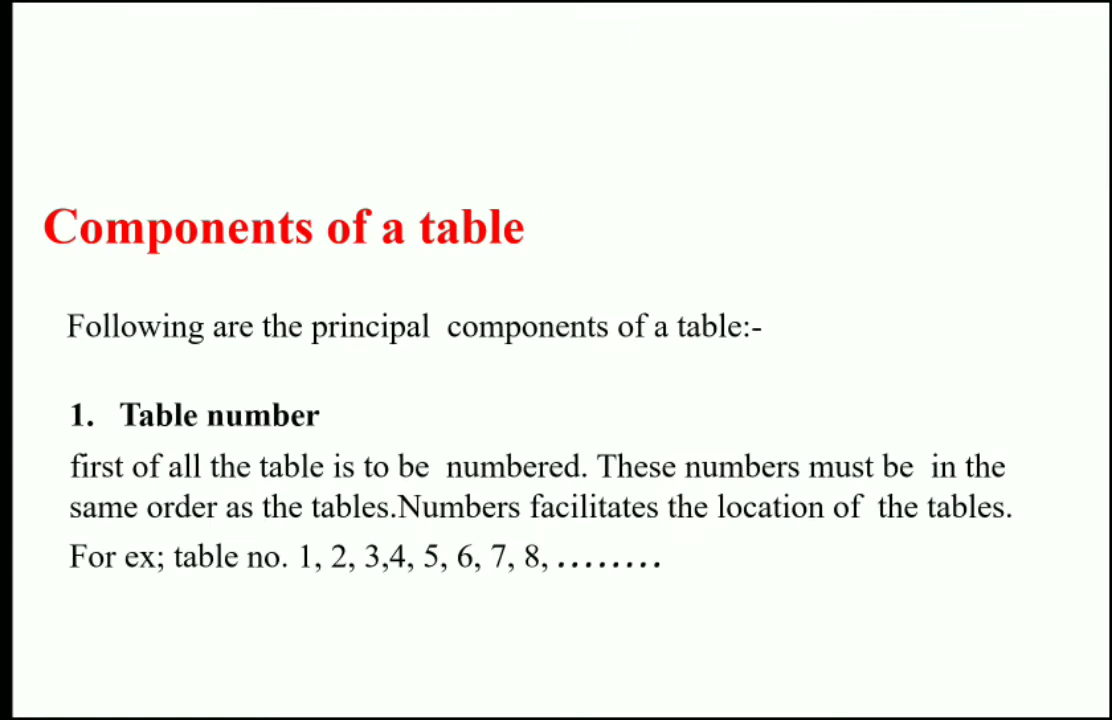 Components of a table
Following are the principal components of a table:-
1. Table number
first of all the table is to be numbered. These numbers must be in the
same order as the tables.Numbers facilitates the location of the tables.
For ex; table no. 1, 2, 3,4, 5, 6, 7, 8, ........